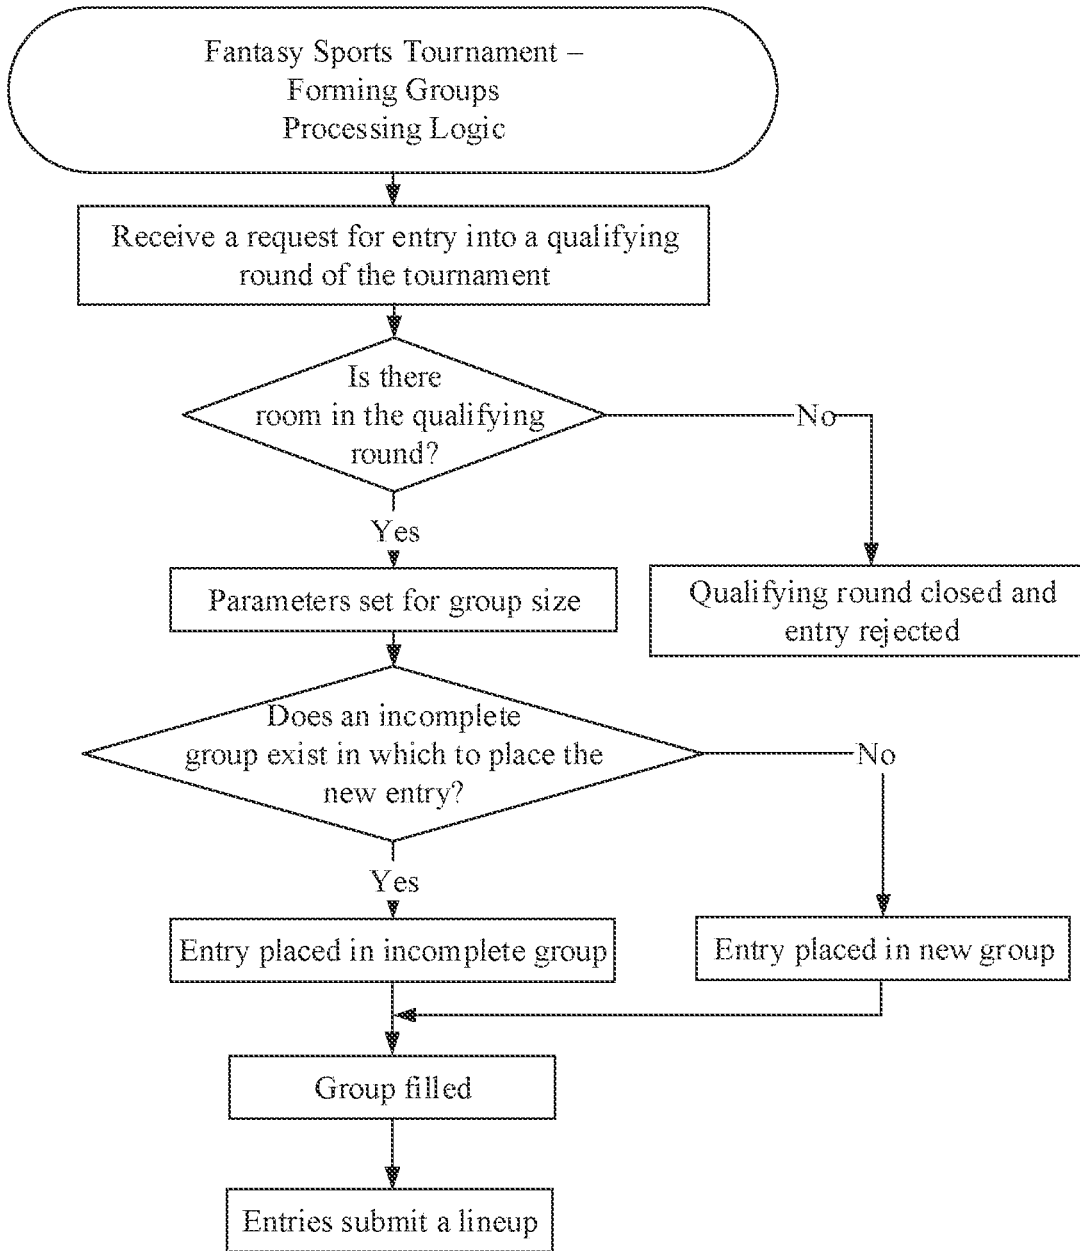 Fantasy Sports Tournament –
Forming Groups
Processing Logic
Receive a request for entry into a qualifying
round of the tournament
Is there
room in the qualifying
round?
No
Yes
Parameters set for group size
Qualifying round closed and
entry rejected
Does an incomplete
group exist in which to place the
new entry?
No
Yes
Entry placed in incomplete group
Entry placed in new group
Group filled
Entries submit a lineup